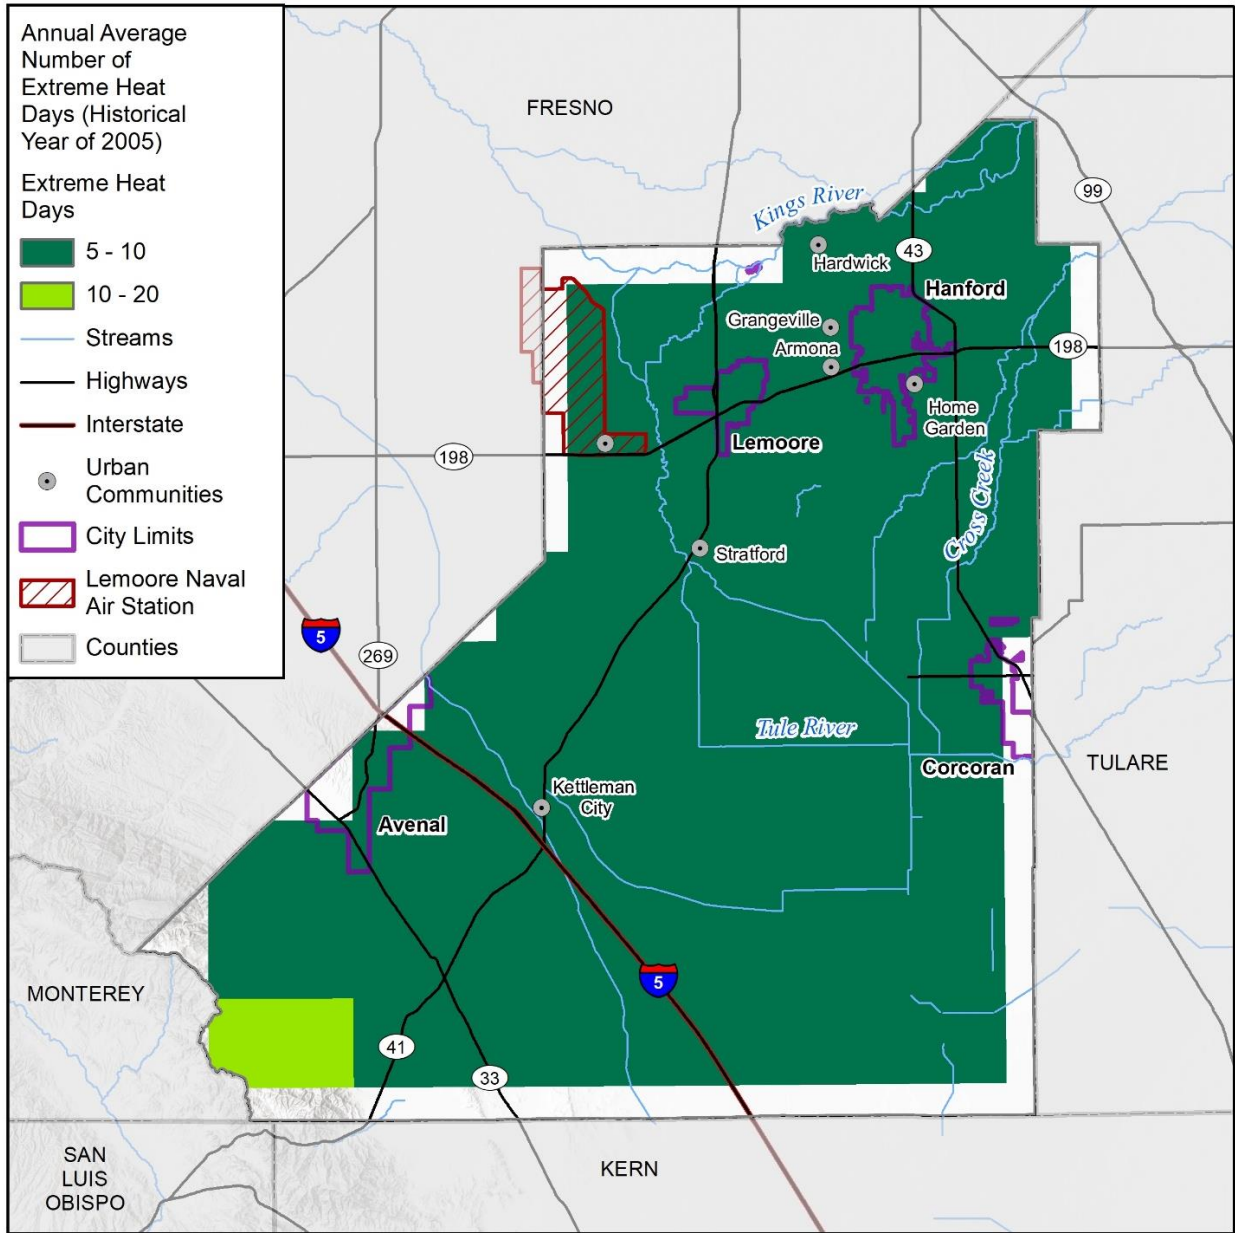 Annual Average
Number of
Extreme Heat
Days (Historical
Year of 2005)
Extreme Heat
Days
5 - 10
10 - 20
Streams
Highways
Interstate
Urban
Communities
City Limits
Lemoore Naval
Air Station
Counties
FRESNO
99
Kings River
43
Hardwick
Hanford
Grangeville
198
Armona
Home
Garden
Lemoore
198
Cross Creek
Stratford
5
269
Tule River
Corcoran
TULARE
Kettleman
City
Avenal
5
MONTEREY
41
33
SAN
LUIS
OBISPO
KERN